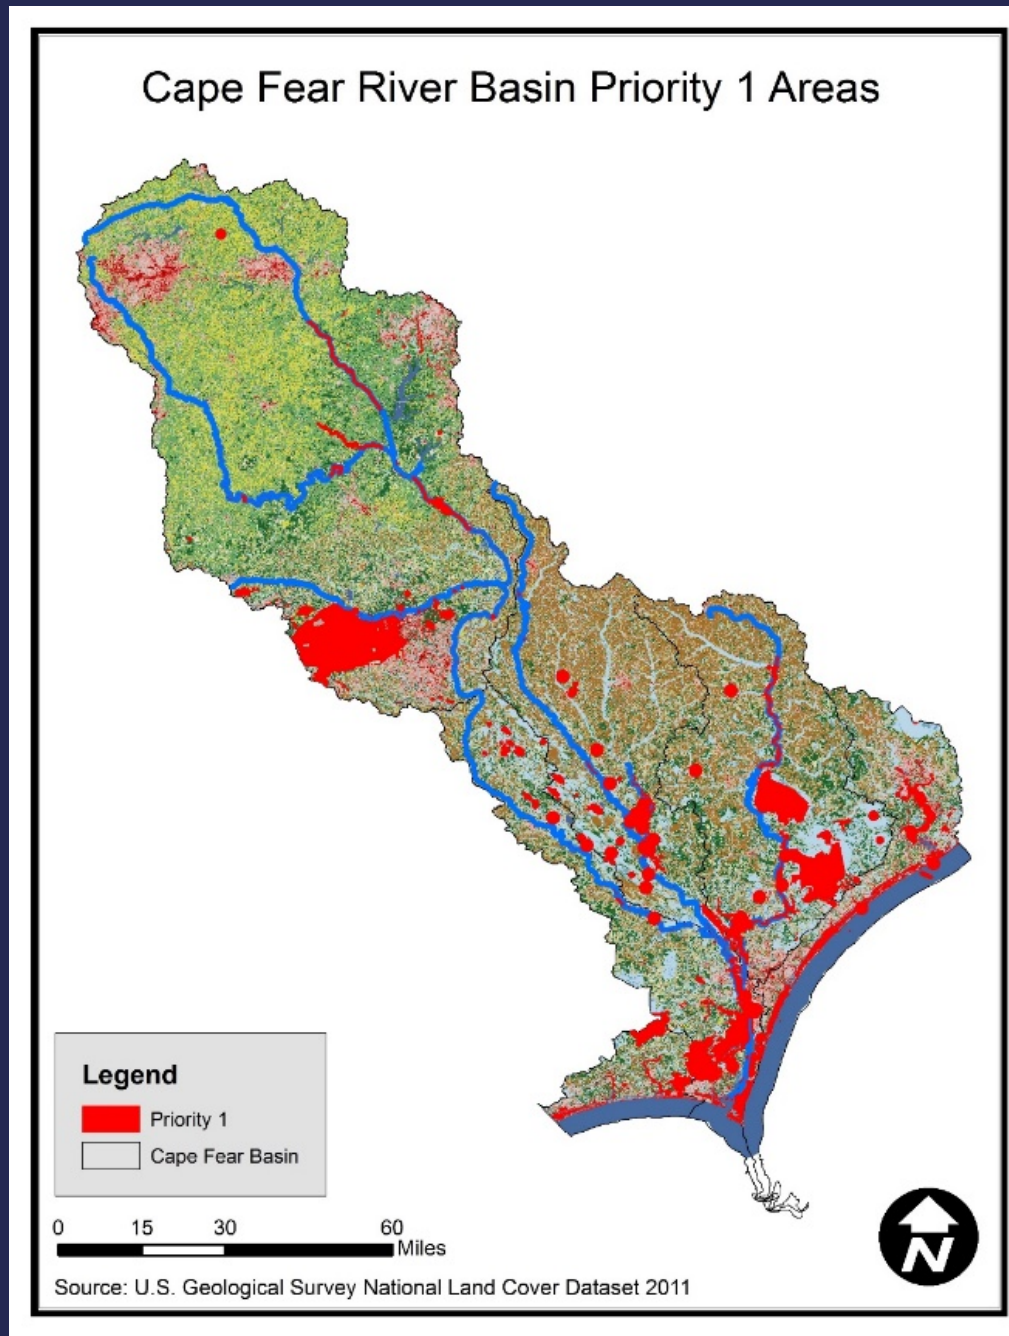 Cape Fear River Basin Priority 1 Areas
Legend
Priority 1
Cape Fear Basin
0 15 30 60
Miles
Source: U.S. Geological Survey National Land Cover Dataset 2011
N